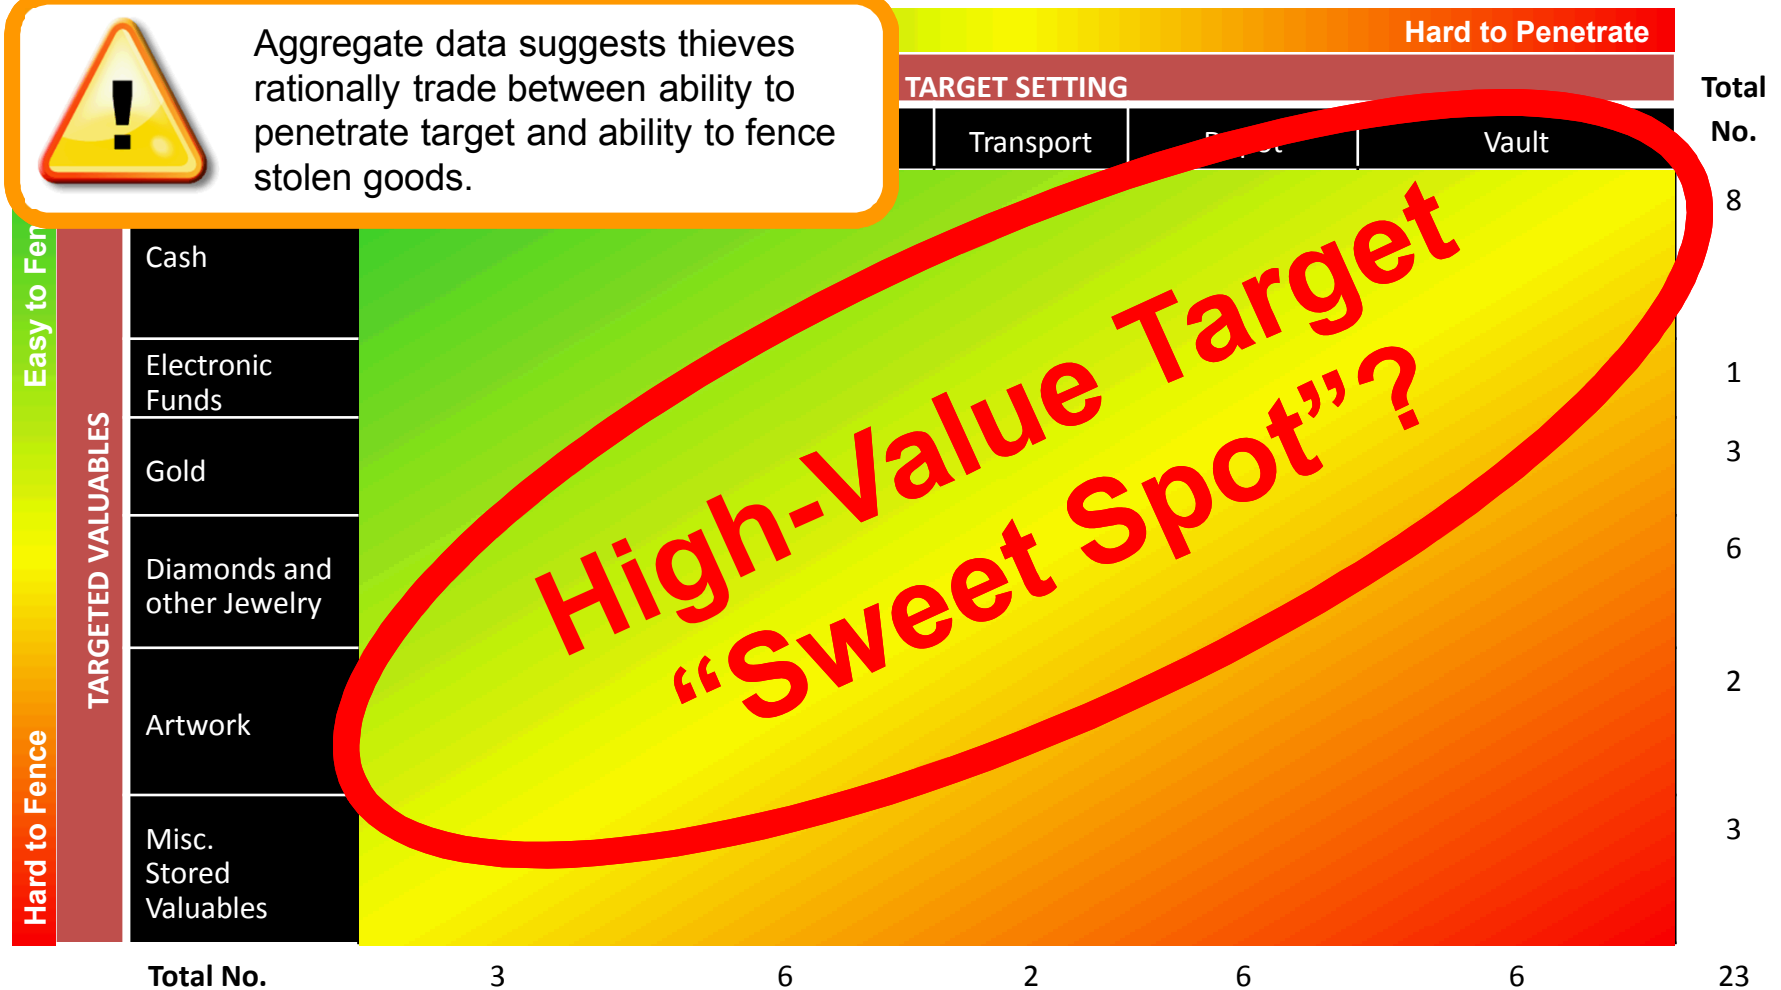 Aggregate data suggests thieves
rationally trade between ability to
penetrate target and ability to fence
stolen goods.
Hard to Penetrate
TARGET SETTING
Total
No.
Transport
Vault
8
Easy to
Cash
Electronic
Funds
1
TARGETED VALUABLES
Gold
3
Diamonds and
other Jewelry
6
Artwork
2
Hard to Fence
Misc.
Stored
Valuables
3
High-Value Target
“Sweet Spot”?
Total No.
3
6
2
6
6
23